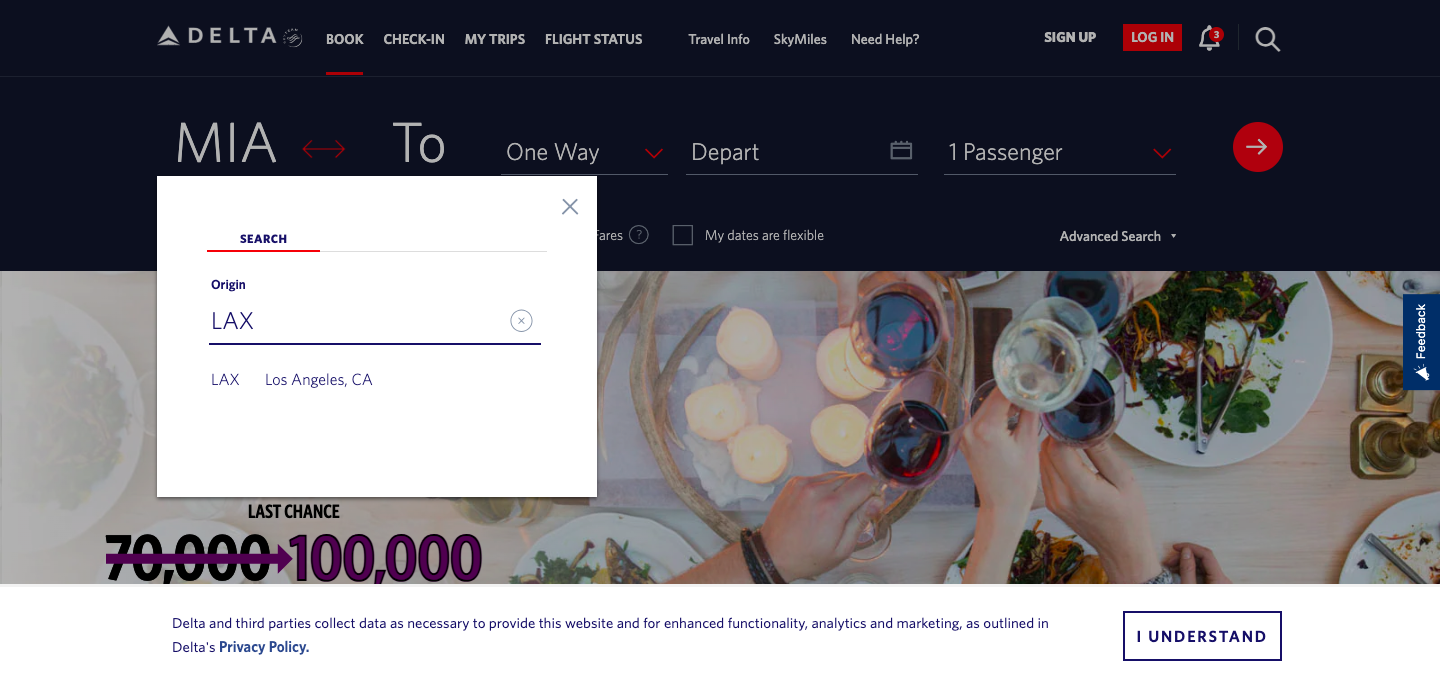 DELTA
BOOK CHECK-IN MY TRIPS FLIGHT STATUS Travel Info SkyMiles Need Help? SIGN UP LOG IN 3
MIA To One Way Depart 1 Passenger
SEARCH
Fares ? My dates are flexible Advanced Search
Origin
LAX
LAX Los Angeles, CA
Feedback
LAST CHANCE
70,000 100,000
Delta and third parties collect data as necessary to provide this website and for enhanced functionality, analytics and marketing, as outlined in
Delta's Privacy Policy.
I UNDERSTAND